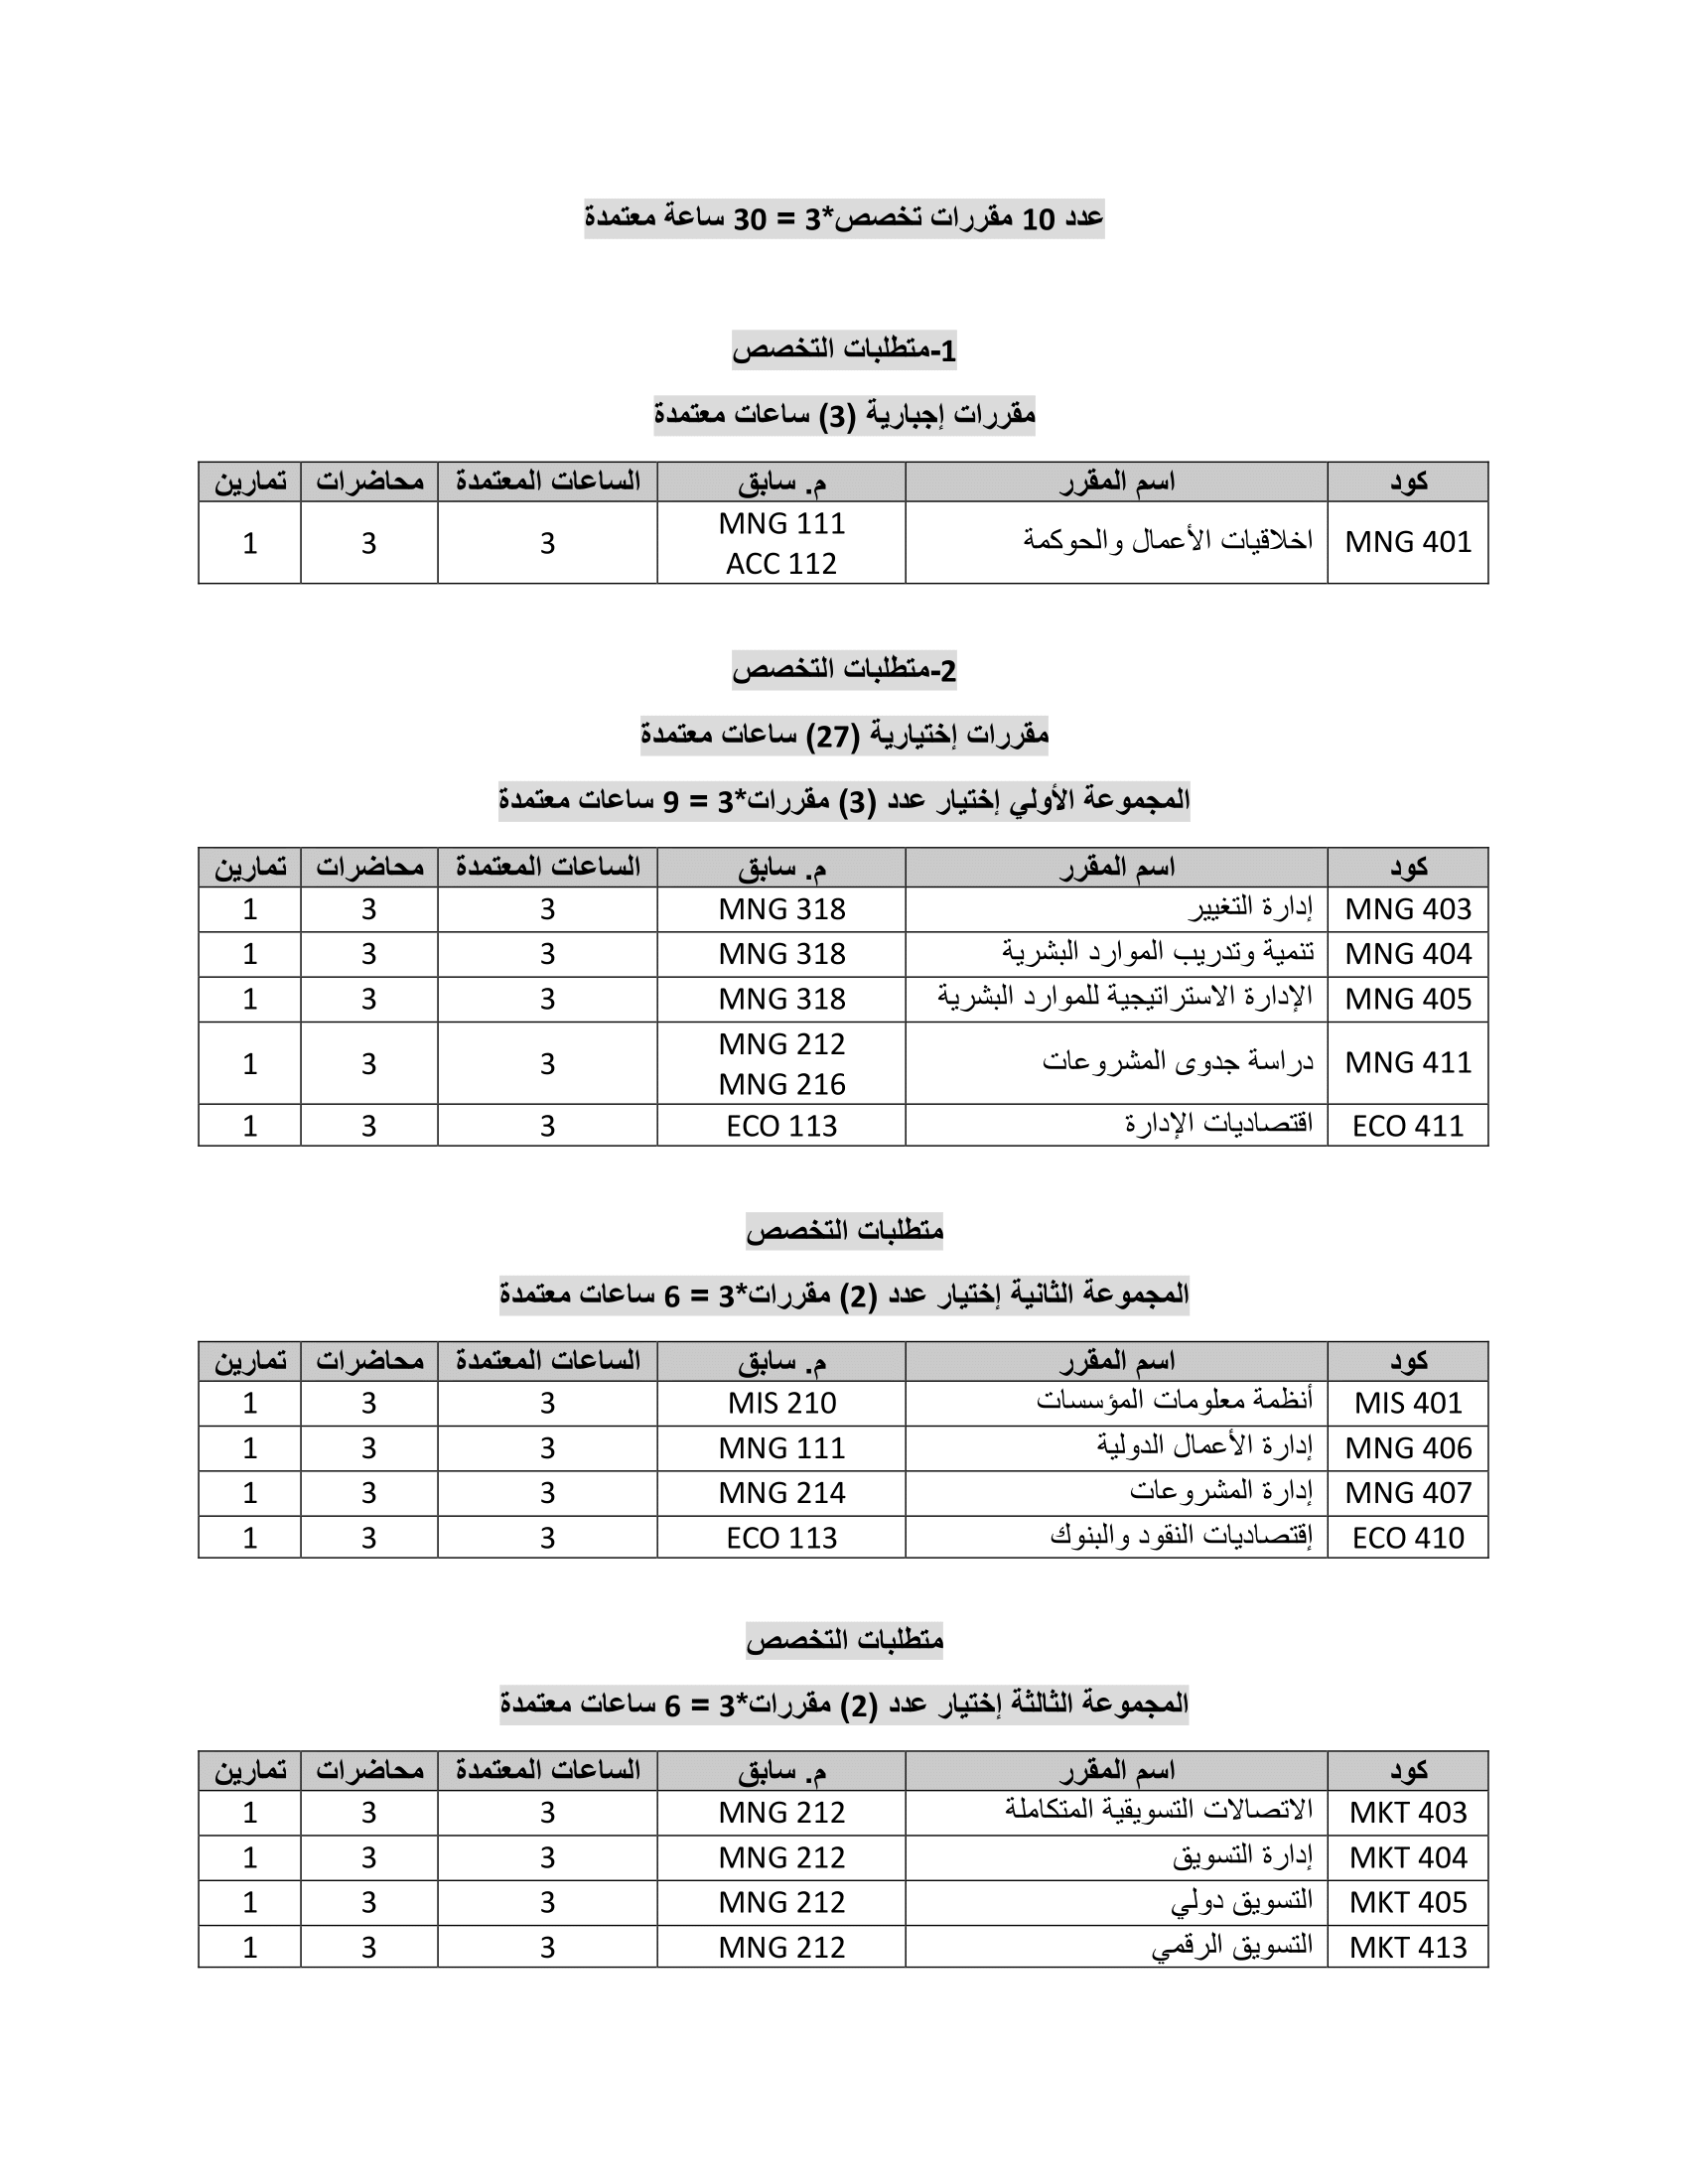 عدد 10 مقررات تخصص*3 = 30 ساعة معتمدة
1-متطلبات التخصص
مقررات إجبارية (3) ساعات معتمدة
كود اسم المقرر م. سابق الساعات المعتمدة محاضرات تمارين
MNG 401 اخلاقيات الأعمال والحوكمة MNG 111 ACC 112 3 3 1
2-متطلبات التخصص
مقررات إختيارية (27) ساعات معتمدة
المجموعة الأولي إختيار عدد (3) مقررات*3 = 9 ساعات معتمدة
كود اسم المقرر م. سابق الساعات المعتمدة محاضرات تمارين
MNG 403 إدارة التغيير MNG 318 3 3 1
MNG 404 تنمية وتدريب الموارد البشرية MNG 318 3 3 1
MNG 405 الإدارة الاستراتيجية للموارد البشرية MNG 318 3 3 1
MNG 411 دراسة جدوى المشروعات MNG 212 MNG 216 3 3 1
ECO 411 اقتصاديات الإدارة ECO 113 3 3 1
متطلبات التخصص
المجموعة الثانية إختيار عدد (2) مقررات*3 = 6 ساعات معتمدة
كود اسم المقرر م. سابق الساعات المعتمدة محاضرات تمارين
MIS 401 أنظمة معلومات المؤسسات MIS 210 3 3 1
MNG 406 إدارة الأعمال الدولية MNG 111 3 3 1
MNG 407 إدارة المشروعات MNG 214 3 3 1
ECO 410 إقتصاديات النقود والبنوك ECO 113 3 3 1
متطلبات التخصص
المجموعة الثالثة إختيار عدد (2) مقررات*3 = 6 ساعات معتمدة
كود اسم المقرر م. سابق الساعات المعتمدة محاضرات تمارين
MKT 403 الاتصالات التسويقية المتكاملة MNG 212 3 3 1
MKT 404 إدارة التسويق MNG 212 3 3 1
MKT 405 التسويق دولي MNG 212 3 3 1
MKT 413 التسويق الرقمي MNG 212 3 3 1